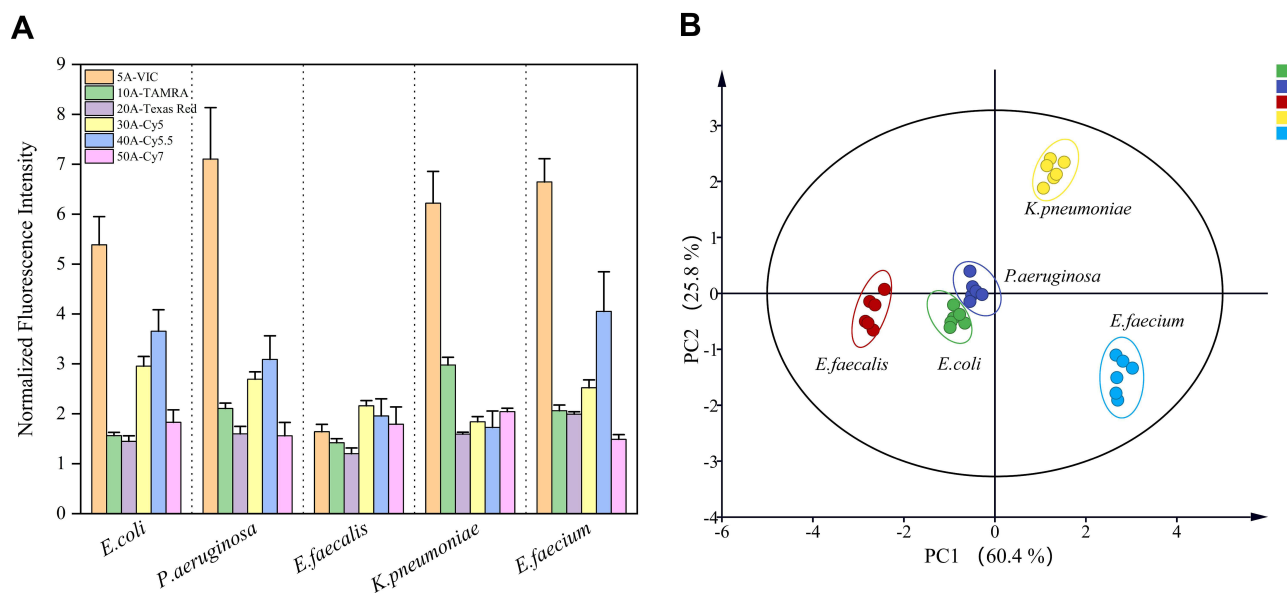 A
Normalized Fluorescence Intensity
9
8
7
6
5
4
3
2
1
0
5A-VIC
10A-TAMRA
20A-Texas Red
30A-Cy5
40A-Cy5.5
50A-Cy7
E.coli
P.aeruginosa
E.faecalis
K.pneumoniae
E.faecium
B
PC2 (25.8 %)
3
2
1
0
-1
-2
-3
-4
K.pneumoniae
P.aeruginosa
E.faecium
E.faecalis
E.coli
-6
-4
-2
0
2
4
PC1 (60.4 %)